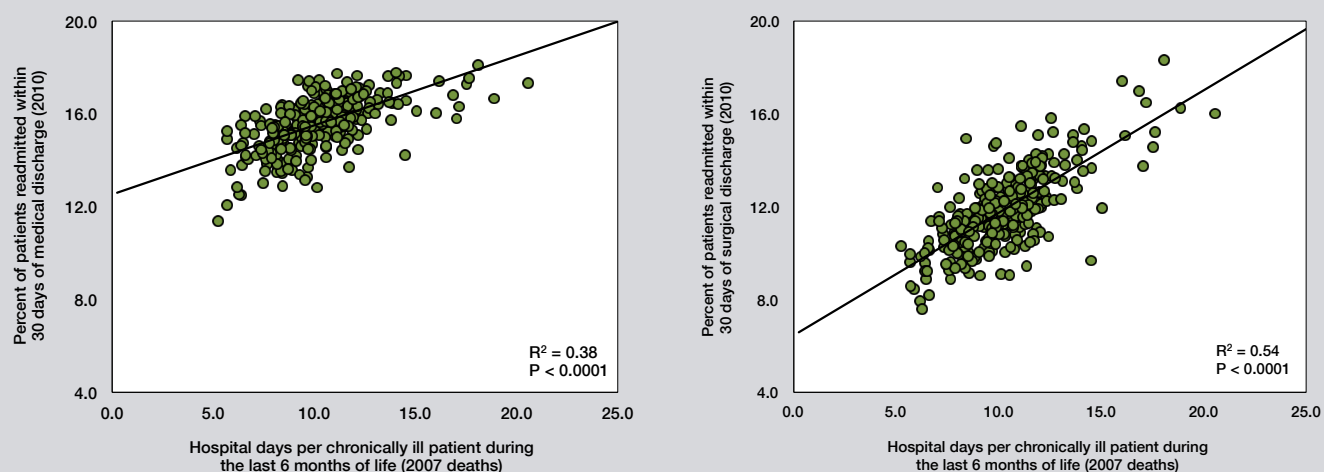 Percent of patients readmitted within
30 days of medical discharge (2010)
20.0
16.0
12.0
8.0
4.0
R² = 0.38
P < 0.0001
0.0 5.0 10.0 15.0 20.0 25.0
Hospital days per chronically ill patient during
the last 6 months of life (2007 deaths)
Percent of patients readmitted within
30 days of surgical discharge (2010)
20.0
16.0
12.0
8.0
4.0
R² = 0.54
P < 0.0001
0.0 5.0 10.0 15.0 20.0 25.0
Hospital days per chronically ill patient during
the last 6 months of life (2007 deaths)